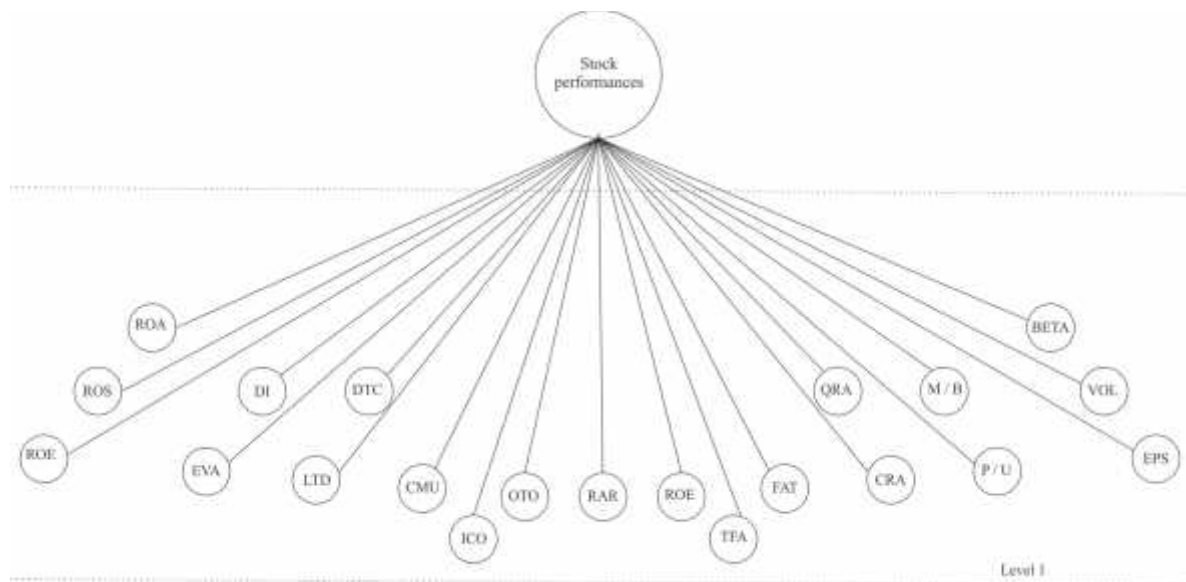 Stock
performances
ROA
BETA
ROS
DI
DTC
QRA
M / B
VOL
ROE
EVA
LTD
CMU
OTO
RAR
ROE
FAT
CRA
P / U
EPS
ICO
TFA
Level 1